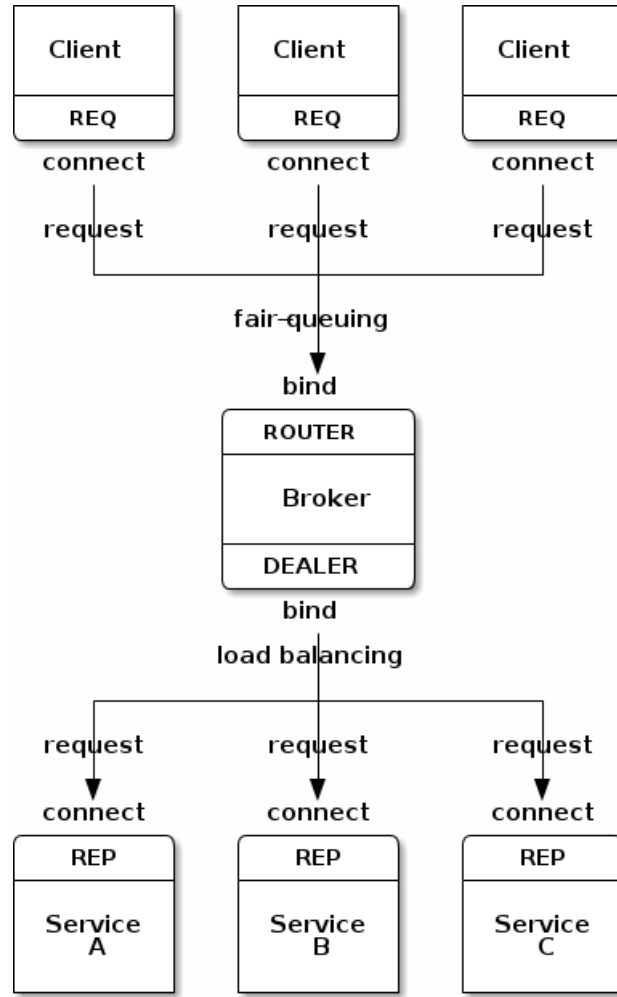 Client Client Client
REQ REQ REQ
connect connect connect
request request request
fair-queuing
bind
ROUTER
Broker
DEALER
bind
load balancing
request request request
connect connect connect
REP REP REP
Service Service Service
A B C